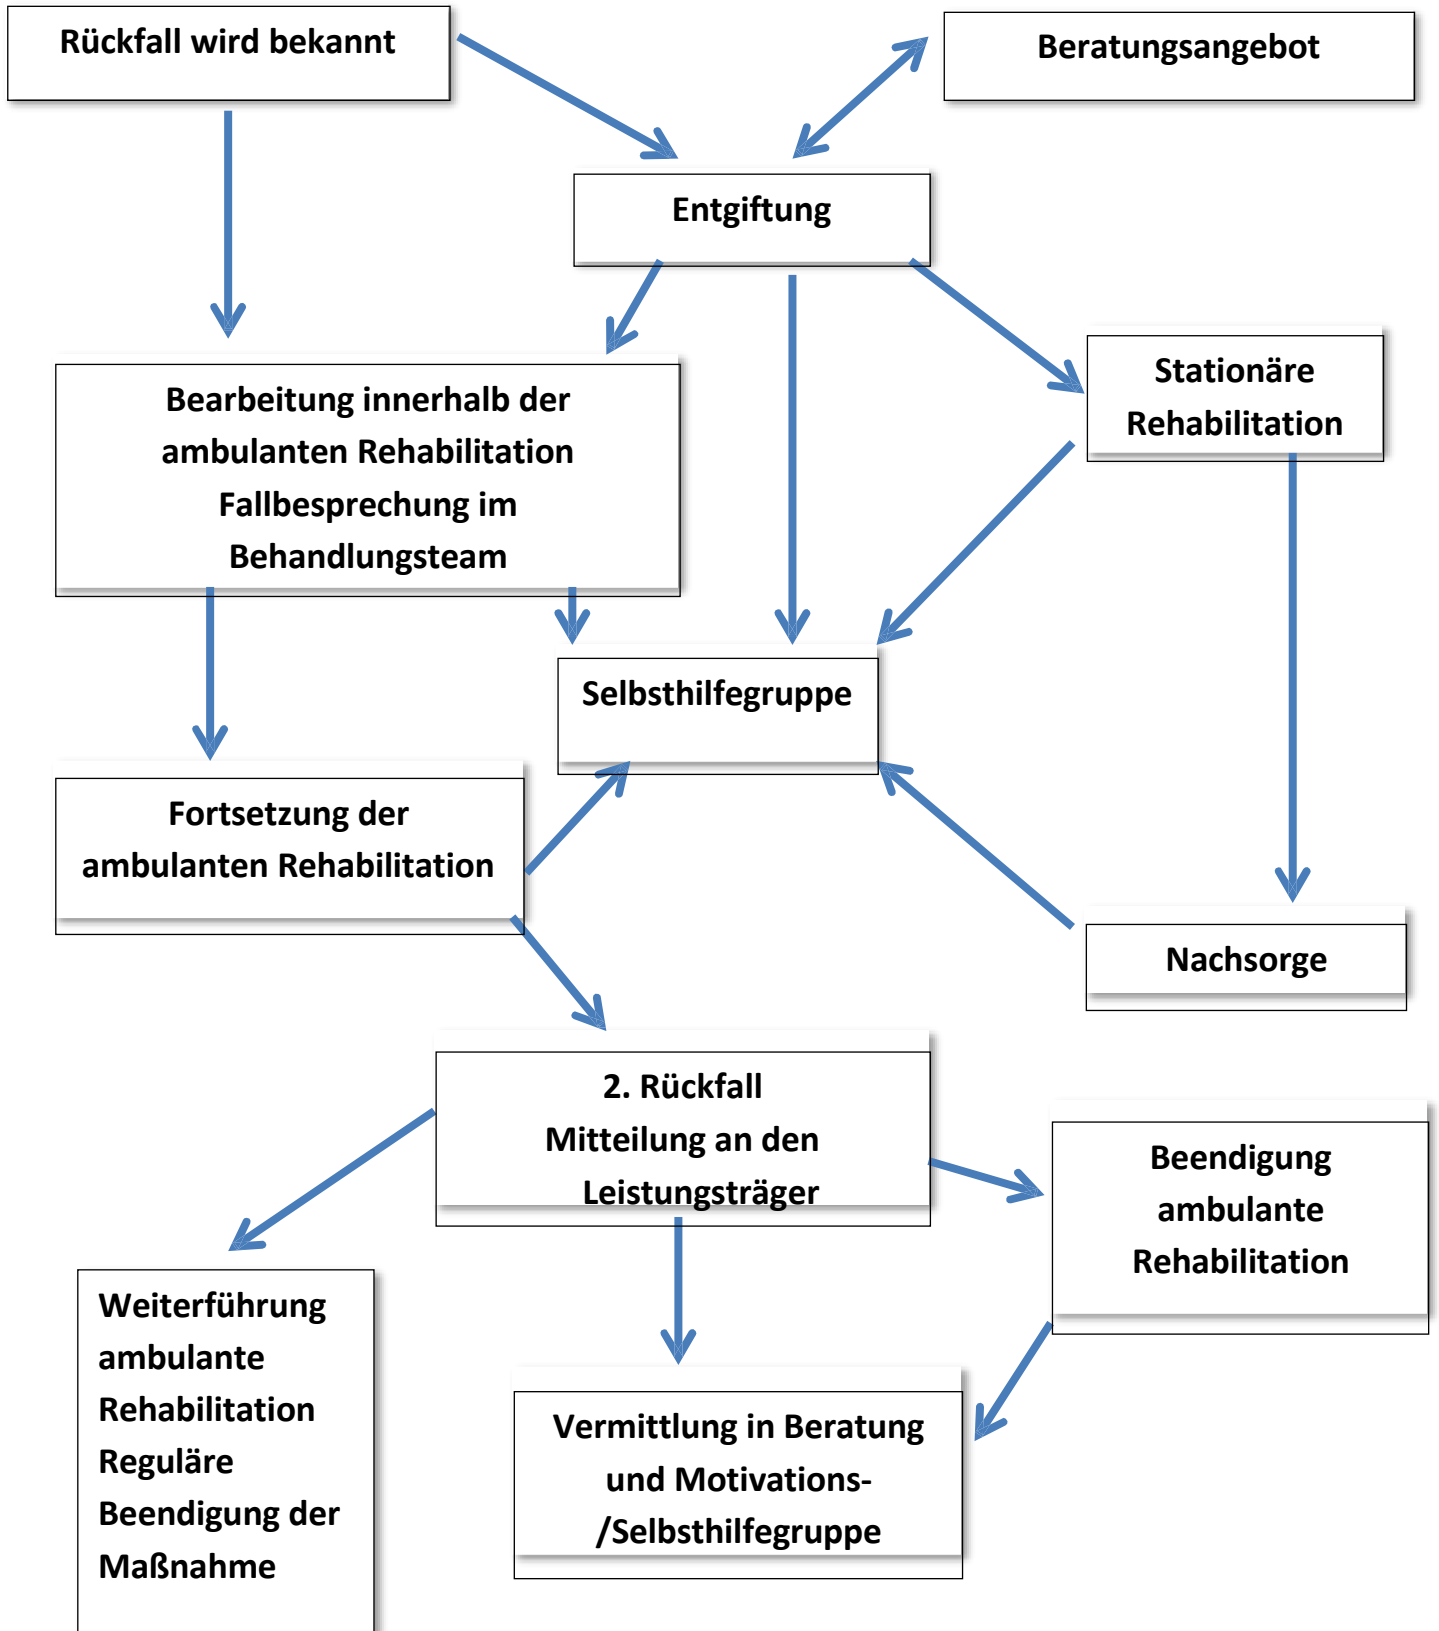 Rückfall wird bekannt
Beratungsangebot
Entgiftung
Bearbeitung innerhalb der
ambulanten Rehabilitation
Fallbesprechung im
Behandlungsteam
Stationäre
Rehabilitation
Selbsthilfegruppe
Fortsetzung der
ambulanten Rehabilitation
Nachsorge
2. Rückfall
Mitteilung an den
Leistungsträger
Beendigung
ambulante
Rehabilitation
Weiterführung
ambulante
Rehabilitation
Reguläre
Beendigung der
Maßnahme
Vermittlung in Beratung
und Motivations-
/Selbsthilfegruppe